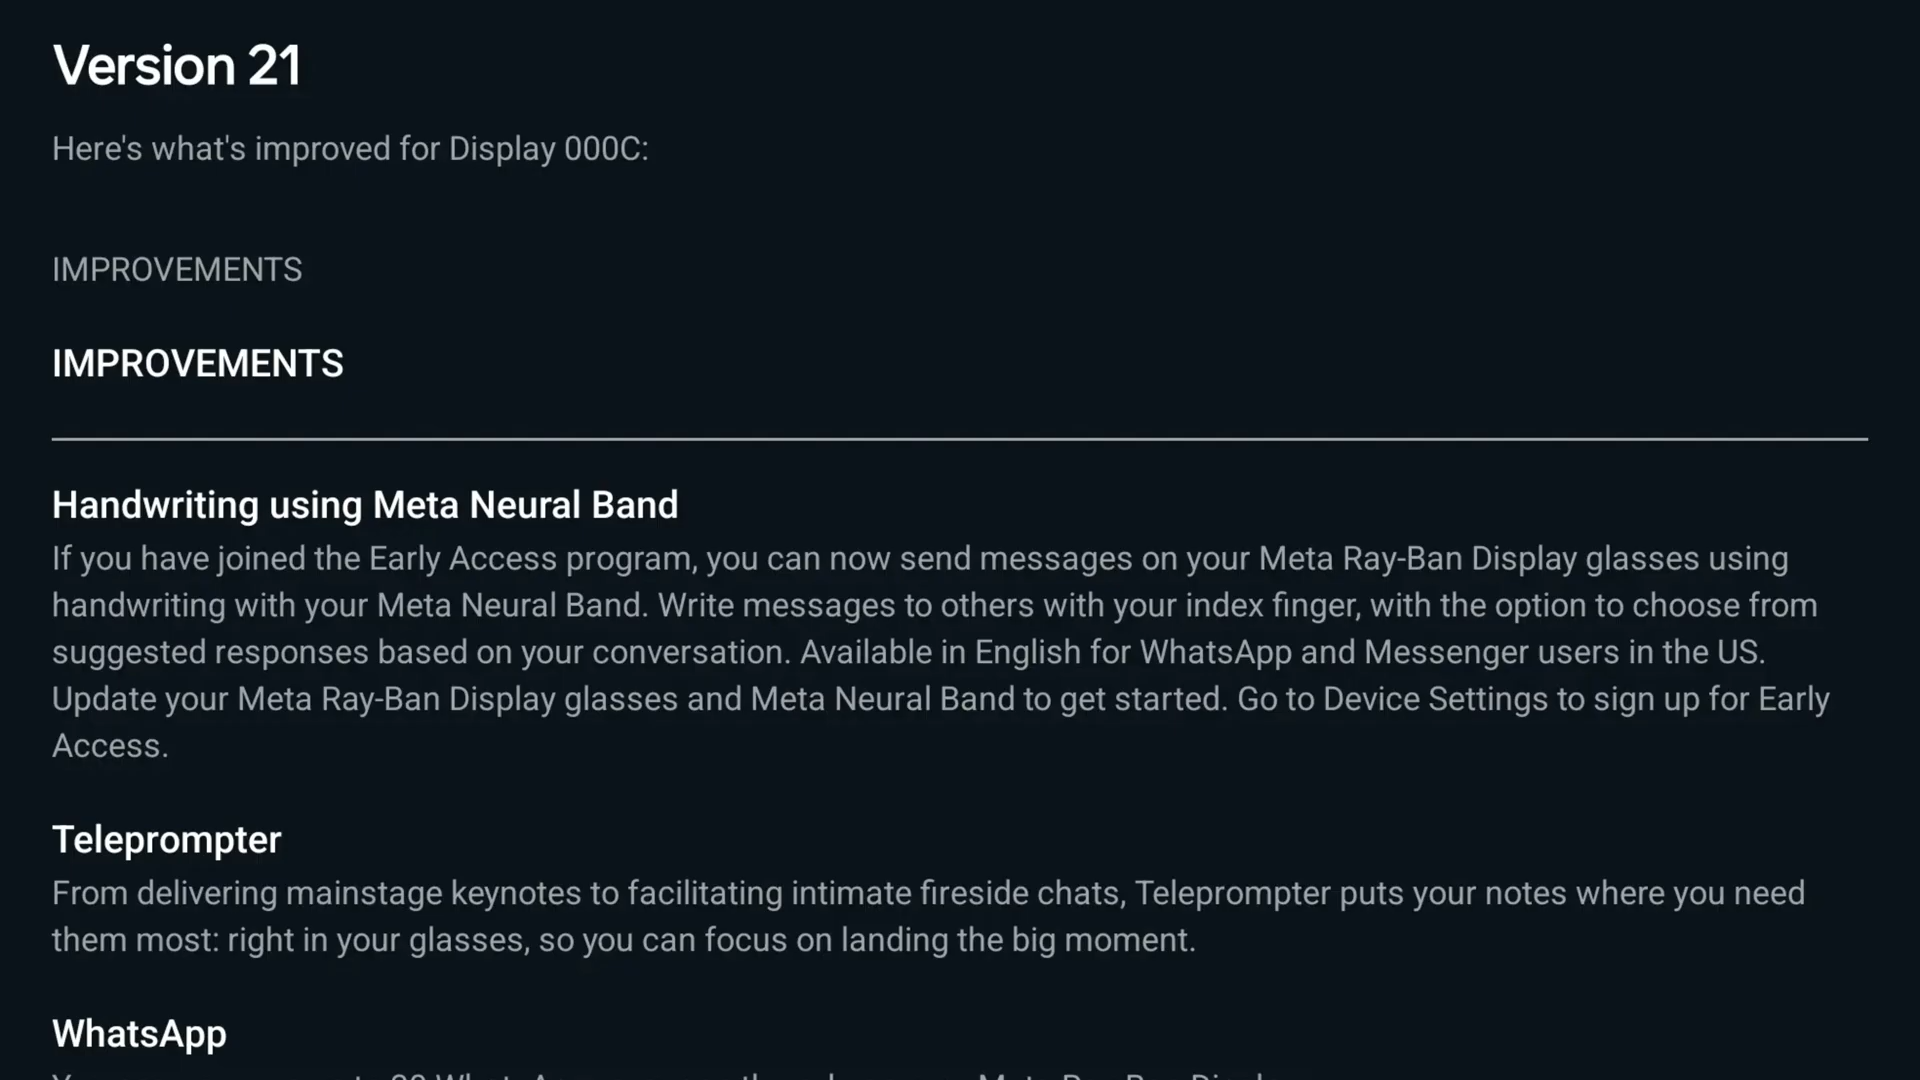 Version 21
Here's what's improved for Display 000C:
IMPROVEMENTS
IMPROVEMENTS
Handwriting using Meta Neural Band
If you have joined the Early Access program, you can now send messages on your Meta Ray-Ban Display glasses using
handwriting with your Meta Neural Band. Write messages to others with your index finger, with the option to choose from
suggested responses based on your conversation. Available in English for WhatsApp and Messenger users in the US.
Update your Meta Ray-Ban Display glasses and Meta Neural Band to get started. Go to Device Settings to sign up for Early
Access.
Teleprompter
From delivering mainstage keynotes to facilitating intimate fireside chats, Teleprompter puts your notes where you need
them most: right in your glasses, so you can focus on landing the big moment.
WhatsApp